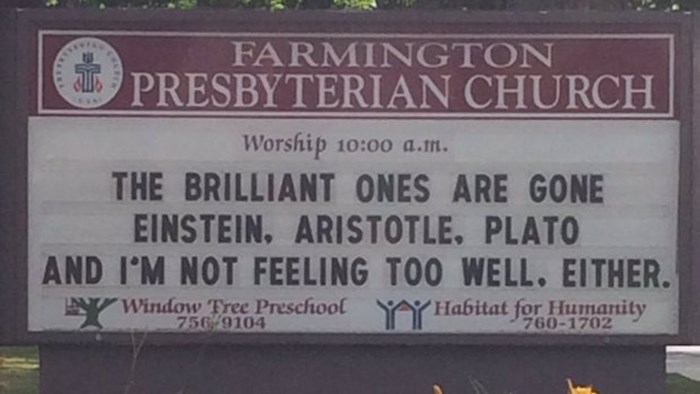 FARMINGTON
PRESBYTERIAN CHURCH
Worship 10:00 a.m.
THE BRILLIANT ONES ARE GONE
EINSTEIN. ARISTOTLE. PLATO
AND I'M NOT FEELING TOO WELL. EITHER.
Window Tree Preschool
756-9104
Habitat for Humanity
760-1702